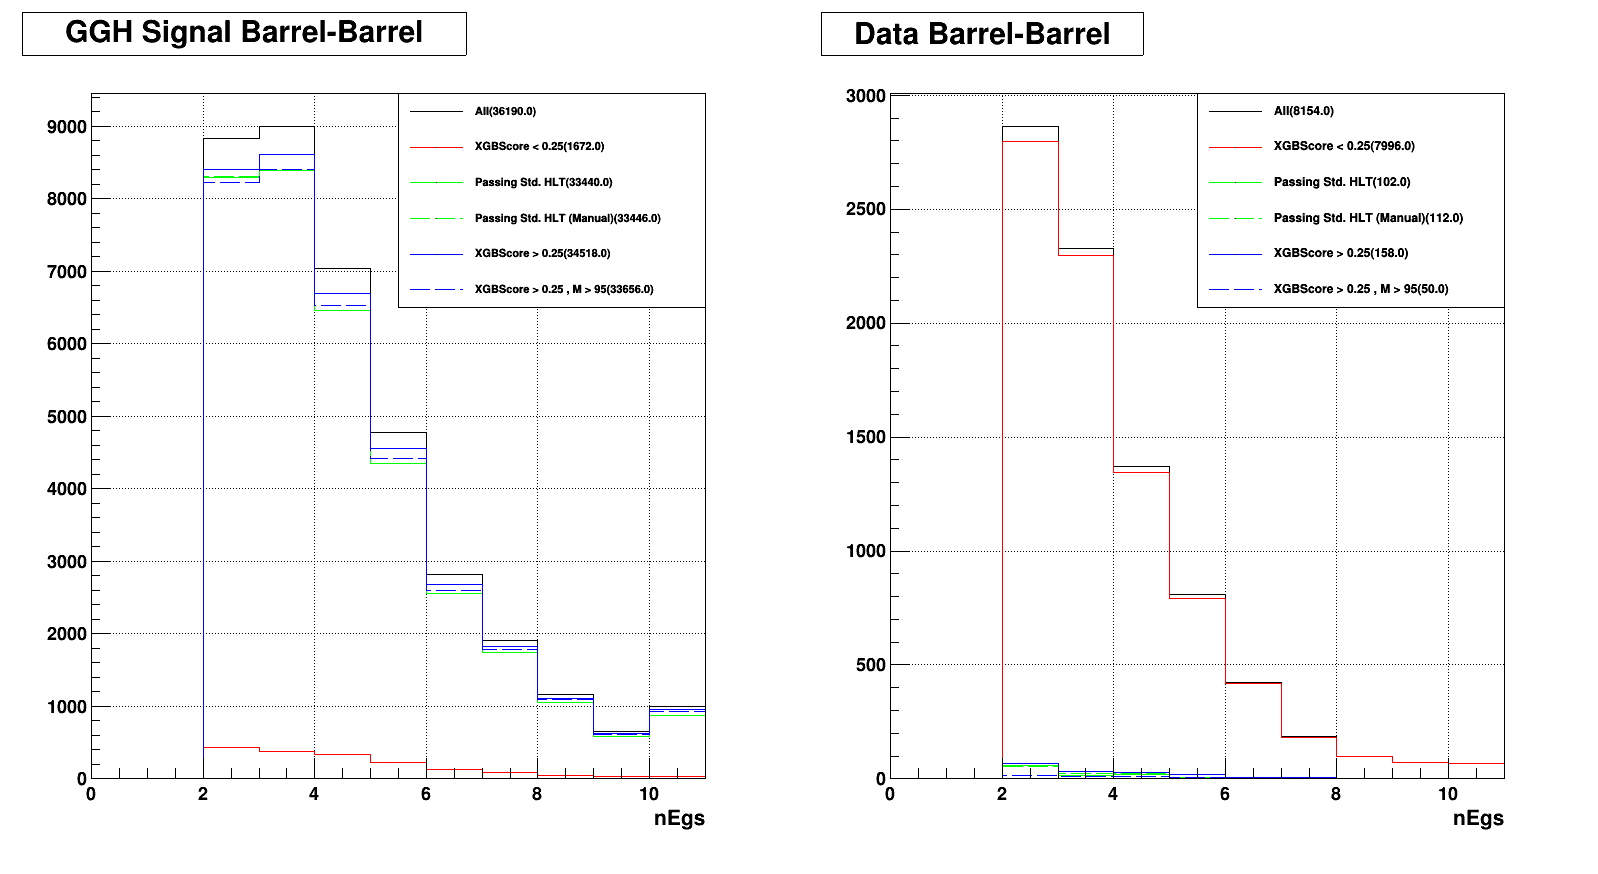 GGH Signal Barrel-Barrel
9000
8000
7000
6000
5000
4000
3000
2000
1000
0
0 2 4 6 8 10
nEgs
All(36190.0)
XGBScore < 0.25(1672.0)
Passing Std. HLT(33440.0)
Passing Std. HLT (Manual)(33446.0)
XGBScore > 0.25(34518.0)
XGBScore > 0.25 , M > 95(33656.0)
Data Barrel-Barrel
3000
2500
2000
1500
1000
500
0
0 2 4 6 8 10
nEgs
All(8154.0)
XGBScore < 0.25(7996.0)
Passing Std. HLT(102.0)
Passing Std. HLT (Manual)(112.0)
XGBScore > 0.25(158.0)
XGBScore > 0.25 , M > 95(50.0)